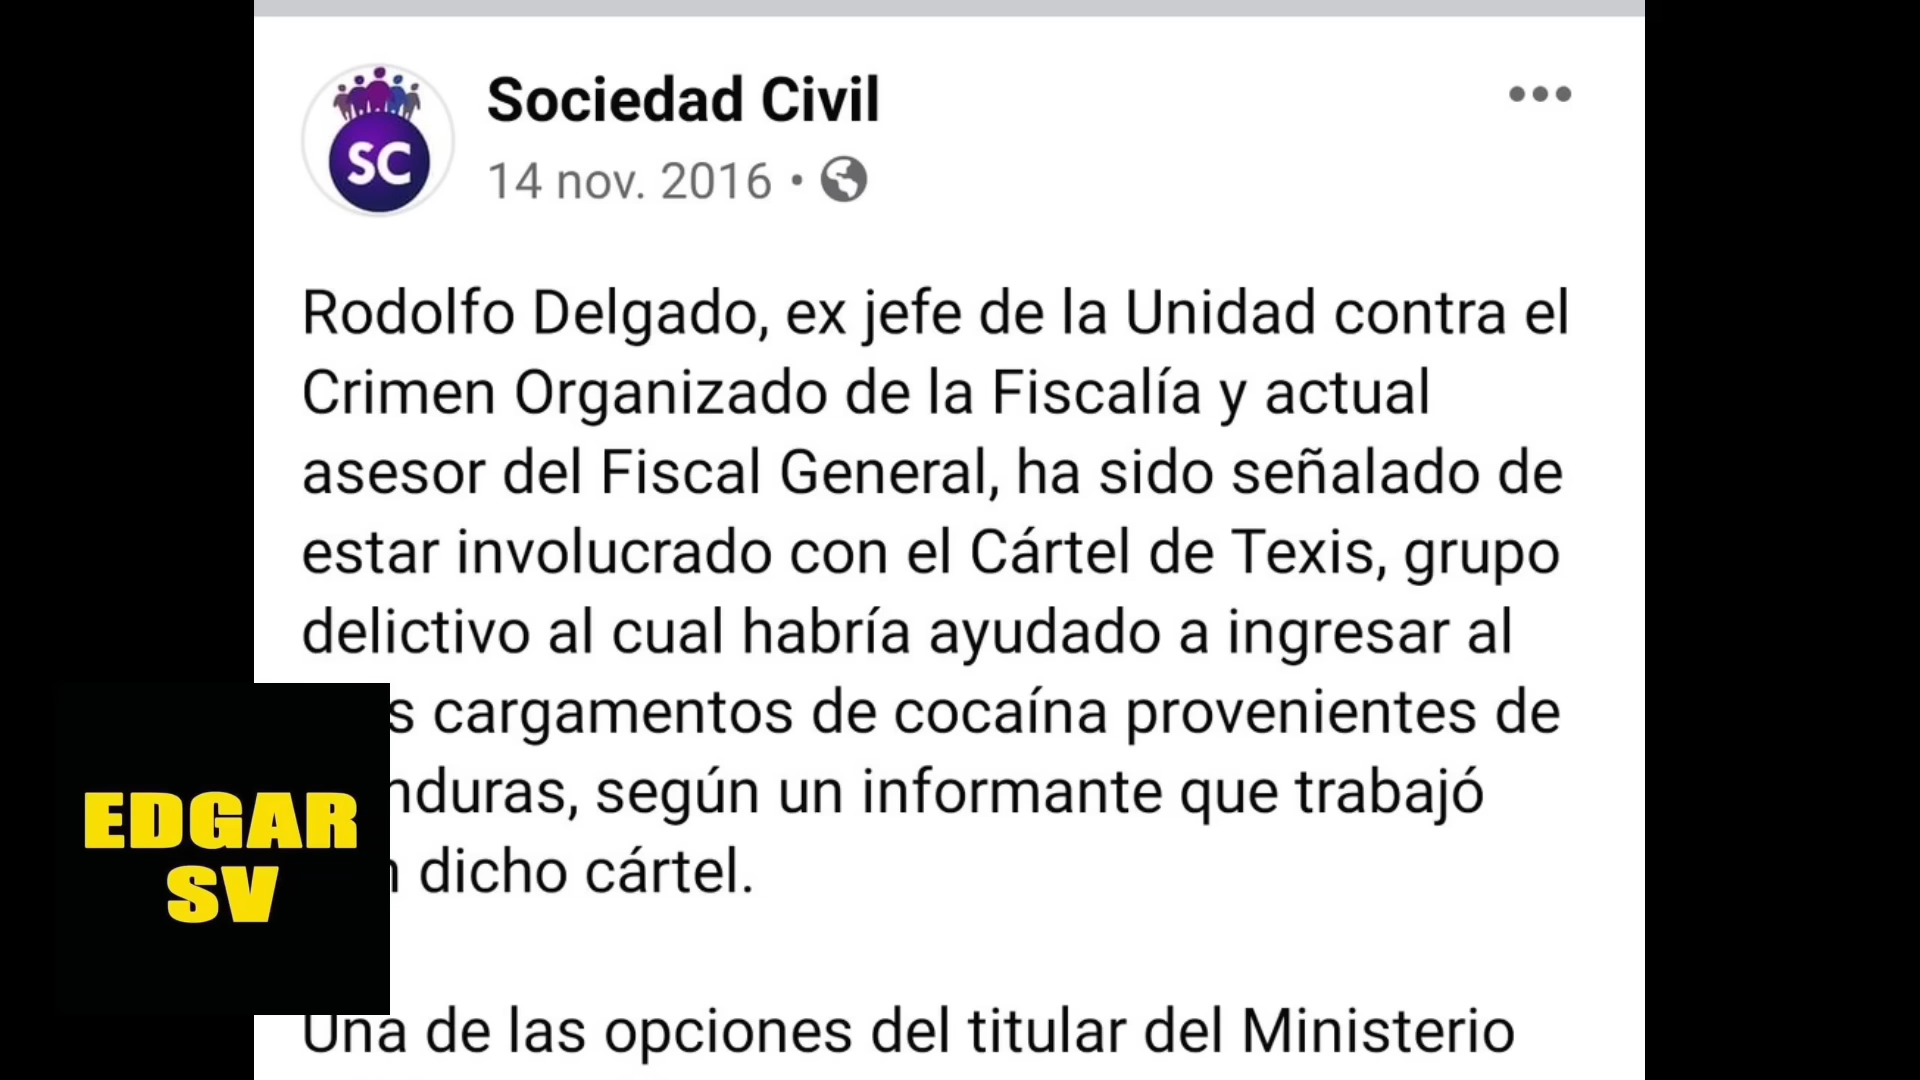 SC
Sociedad Civil
14 nov. 2016 •
Rodolfo Delgado, ex jefe de la Unidad contra el
Crimen Organizado de la Fiscalía y actual
asesor del Fiscal General, ha sido señalado de
estar involucrado con el Cártel de Texis, grupo
delictivo al cual habría ayudado a ingresar al
cargamentos de cocaína provenientes de
según un informante que trabajó
dicho cártel.
Una de las opciones del titular del Ministerio
EDGAR
SV